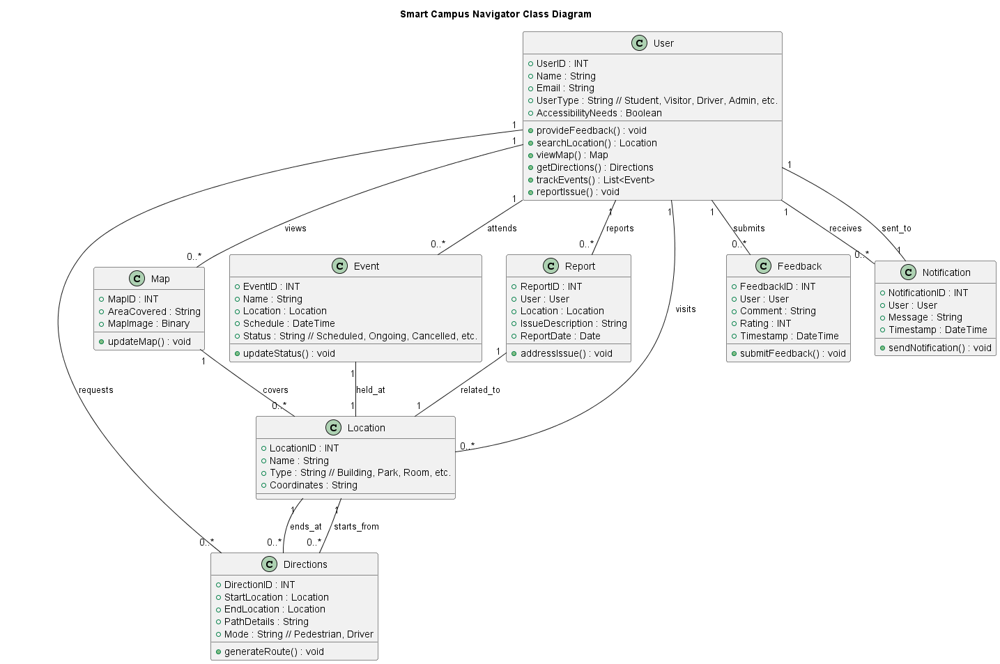 Smart Campus Navigator Class Diagram
C User
UserID : INT
Name : String
Email : String
UserType : String // Student, Visitor, Driver, Admin, etc.
AccessibilityNeeds : Boolean
provideFeedback() : void
searchLocation() : Location
viewMap() : Map
getDirections() : Directions
trackEvents() : List<Event>
reportIssue() : void
1
1
1
1
1
1
1
1
views
attends
reports
submits
receives
sent_to
0..*
0..*
0..*
0..*
0..*
1
C Map
MapID : INT
AreaCovered : String
MapImage : Binary
updateMap() : void
C Event
EventID : INT
Name : String
Location : Location
Schedule : DateTime
Status : String // Scheduled, Ongoing, Cancelled, etc.
updateStatus() : void
C Report
ReportID : INT
User : User
Location : Location
IssueDescription : String
ReportDate : Date
addressIssue() : void
visits
C Feedback
FeedbackID : INT
User : User
Comment : String
Rating : INT
Timestamp : DateTime
submitFeedback() : void
C Notification
NotificationID : INT
User : User
Message : String
Timestamp : DateTime
sendNotification() : void
1
1
1
requests
covers
held_at
related_to
0..*
1
1
0..*
C Location
LocationID : INT
Name : String
Type : String // Building, Park, Room, etc.
Coordinates : String
1
1
ends_at
starts_from
0..*
0..*
0..*
C Directions
DirectionID : INT
StartLocation : Location
EndLocation : Location
PathDetails : String
Mode : String // Pedestrian, Driver
generateRoute() : void